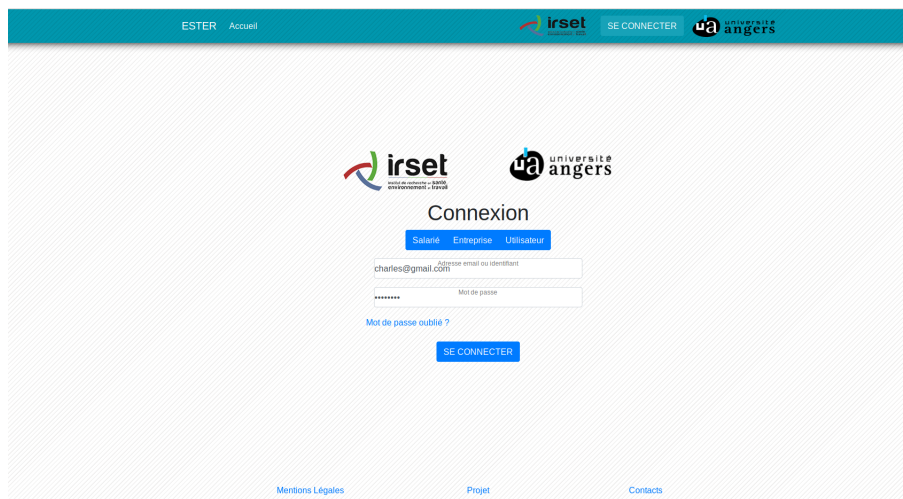 ESTER Accueil irset SE CONNECTER ua université angers
irset
Institut de recherche en santé
environnement et travail
ua université
angers
Connexion
Salarié Entreprise Utilisateur
Adresse email ou identifiant
charles@gmail.com
Mot de passe
••••••••
Mot de passe oublié ?
SE CONNECTER
Mentions Légales Projet Contacts